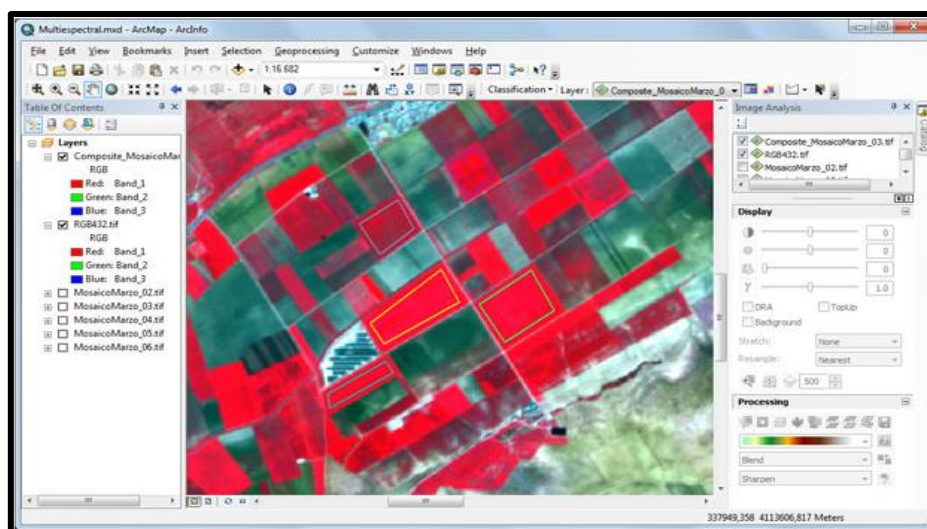 Multiespectral.mxd - ArcMap - ArcInfo
File Edit View Bookmarks Insert Selection Geoprocessing Customize Windows Help
1:16.682
Classification Layer: Composite_MosaicoMarzo_0
Table Of Contents
Layers
Composite_MosaicoMar
RGB
Red: Band_1
Green: Band_2
Blue: Band_3
RGB432.tif
RGB
Red: Band_1
Green: Band_2
Blue: Band_3
MosaicoMarzo_02.tif
MosaicoMarzo_03.tif
MosaicoMarzo_04.tif
MosaicoMarzo_05.tif
MosaicoMarzo_06.tif
Image Analysis
Composite_MosaicoMarzo_03.tif
RGB432.tif
MosaicoMarzo_02.tif
Display
0
0
0
1.0
DRA TopUp
Background
Stretch: None
Resample: Nearest
500
Processing
Blend
Sharpen
Catalog
337949,358 4113606,817 Meters